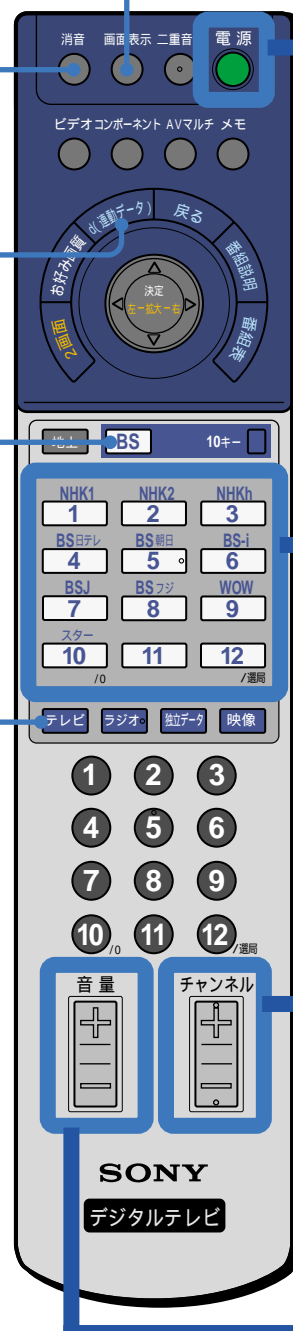 消音 画面表示 二重音 電源
ビデオ コンポーネント AVマルチ メモ
お好み画質 d(連動データ) 戻る 番組説明
2画面 決定 番組表
左－拡大－右
地上 BS 10キー
NHK1 NHK2 NHKh
1 2 3
BS日テレ BS朝日 BS-i
4 5 6
BSJ BSフジ WOW
7 8 9
スター
10 11 12
/0 /選局
テレビ ラジオ 独立データ 映像
1 2 3
4 5 6
7 8 9
10 /0 11 12 /選局
音量 チャンネル
SONY
デジタルテレビ